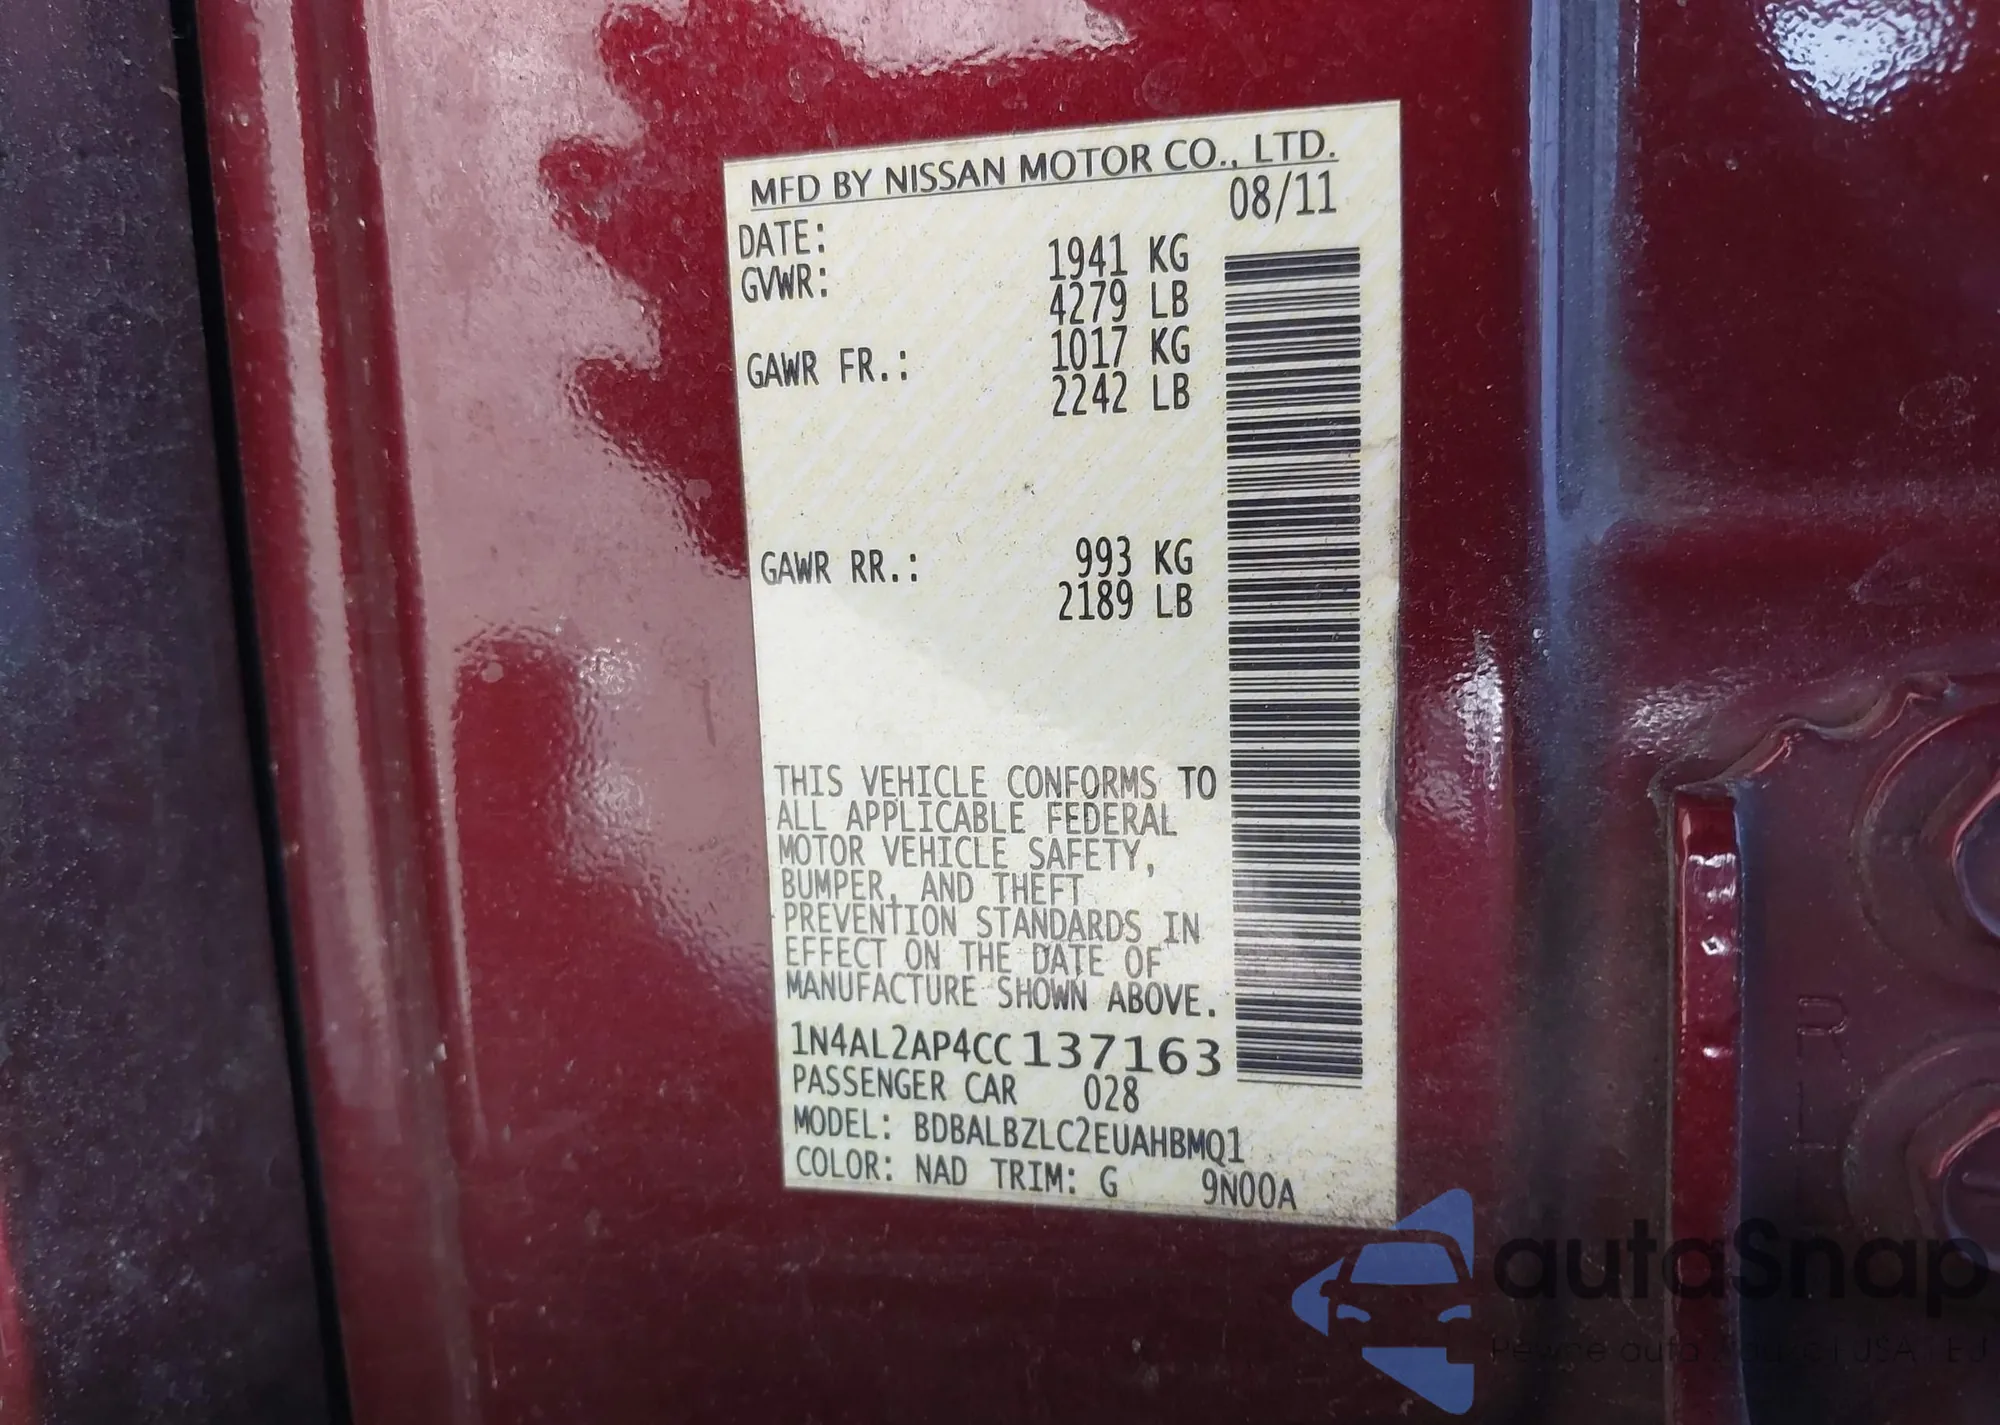 MFD BY NISSAN MOTOR CO., LTD.
DATE: 08/11
GVWR: 1941 KG
4279 LB
GAWR FR.: 1017 KG
2242 LB
GAWR RR.: 993 KG
2189 LB
THIS VEHICLE CONFORMS TO
ALL APPLICABLE FEDERAL
MOTOR VEHICLE SAFETY,
BUMPER, AND THEFT
PREVENTION STANDARDS IN
EFFECT ON THE DATE OF
MANUFACTURE SHOWN ABOVE.
1N4AL2AP4CC137163
PASSENGER CAR 028
MODEL: BDBALBZLC2EUAHBMQ1
COLOR: NAD TRIM: G 9N00A
R
L
autaSnap
auta USA